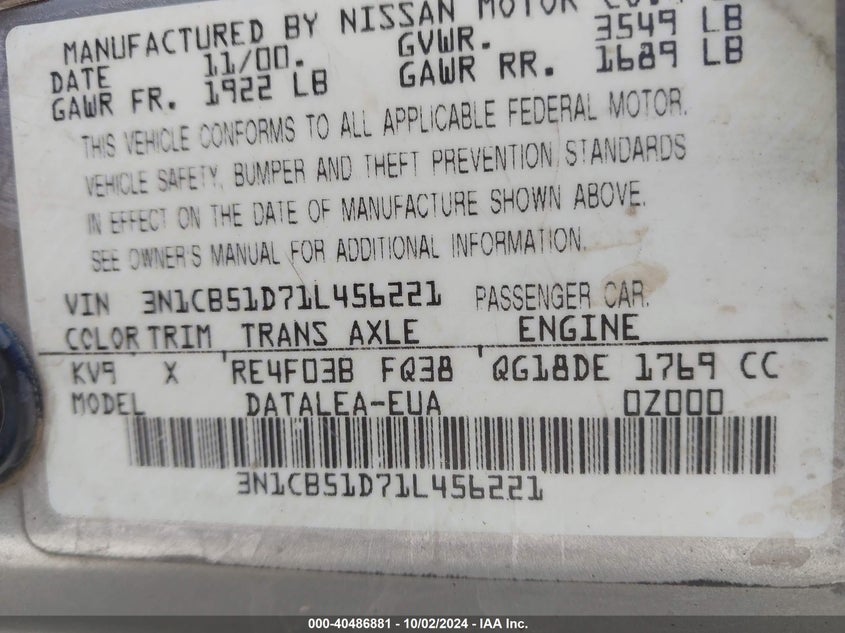 MANUFACTURED BY NISSAN MOTOR
DATE 11/00. GVWR. 3549 LB
GAWR FR. 1922 LB GAWR RR. 1689 LB
THIS VEHICLE CONFORMS TO ALL APPLICABLE FEDERAL MOTOR.
VEHICLE SAFETY, BUMPER AND THEFT PREVENTION STANDARDS
IN EFFECT ON THE DATE OF MANUFACTURE SHOWN ABOVE.
SEE OWNER'S MANUAL FOR ADDITIONAL INFORMATION.
VIN 3N1CB51D71L456221 PASSENGER CAR.
COLOR TRIM TRANS AXLE ENGINE
KV9 X RE4F03B FQ38 QG18DE 1769 CC
MODEL DATALEA-EUA 0Z000
3N1CB51D71L456221
000-40486881 - 10/02/2024 - IAA Inc.